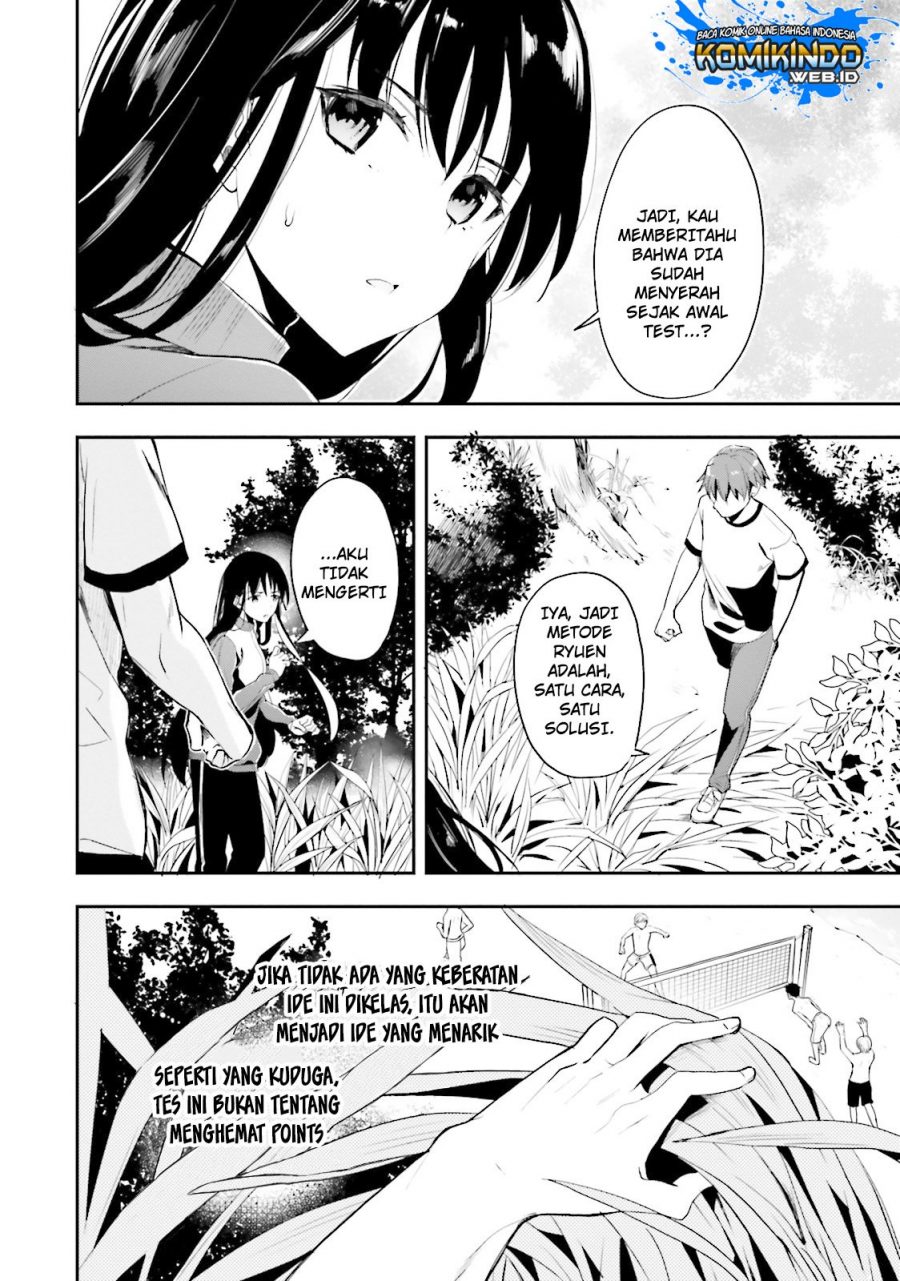 BACA KOMIK ONLINE BAHASA INDONESIA
KOMIKINDO
WEB.ID
JADI, KAU
MEMBERITAHU
BAHWA DIA
SUDAH
MENYERAH
SEJAK AWAL
TEST...?
IYA, JADI
METODE
RYUEN
ADALAH,
SATU CARA,
SATU
SOLUSI.
...AKU
TIDAK
MENGERTI
JIKA TIDAK ADA YANG KEBERATAN
IDE INI DIKELAS, ITU AKAN
MENJADI IDE YANG MENARIK
SEPERTI YANG KUDUGA,
TES INI BUKAN TENTANG
MENGHEMAT POINTS